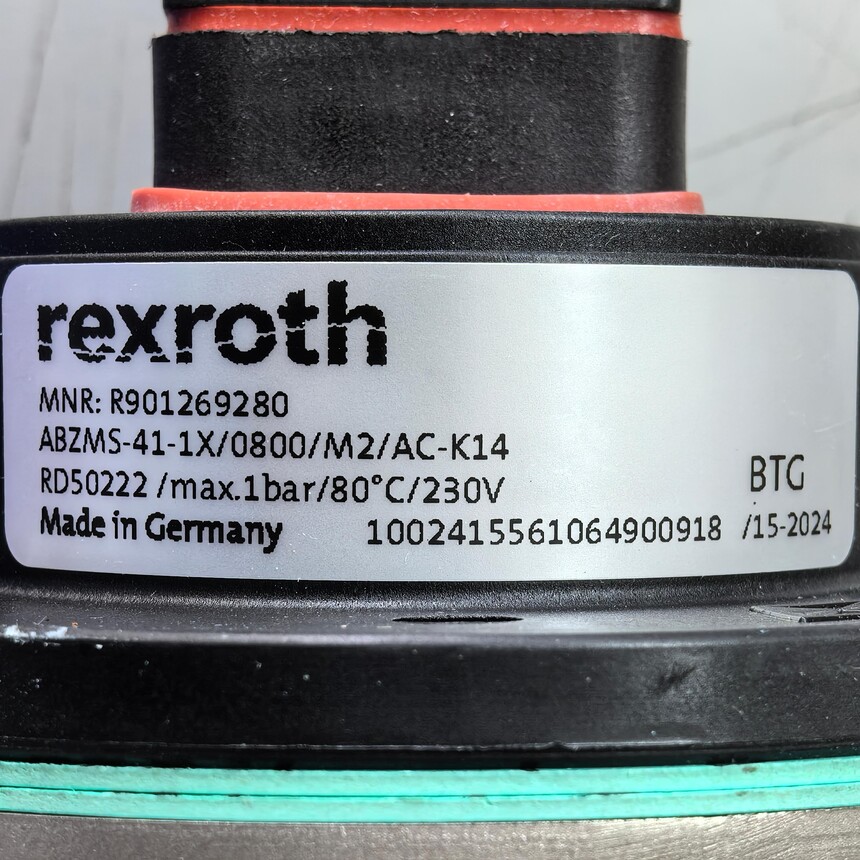 rexroth
MNR: R901269280
ABZMS-41-1X/0800/M2/AC-K14
RD50222 /max.1bar/80°C/230V
BTG
Made in Germany 1002415561064900918 /15-2024